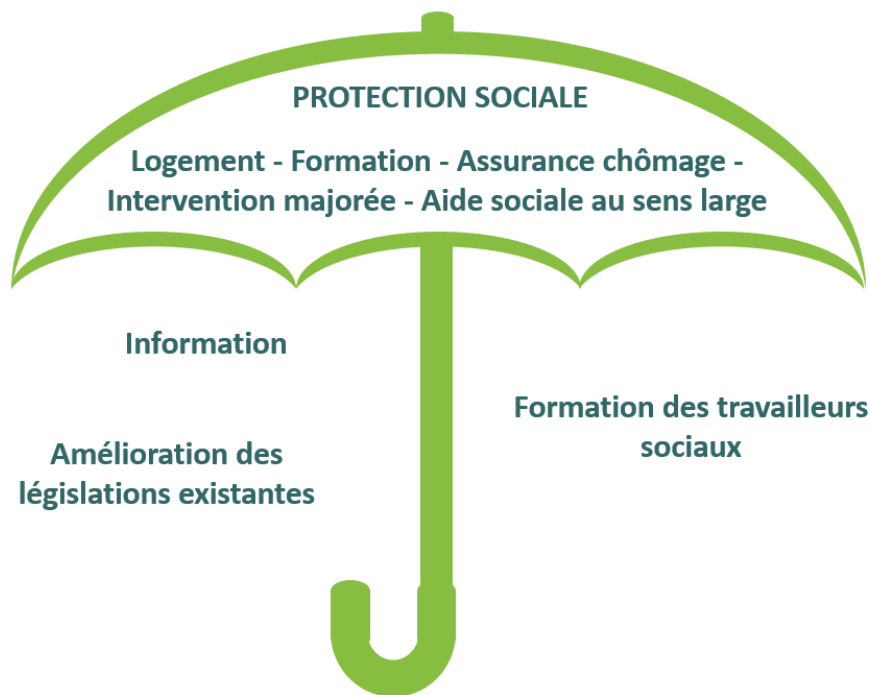 PROTECTION SOCIALE
Logement - Formation - Assurance chômage -
Intervention majorée - Aide sociale au sens large
Information
Formation des travailleurs
sociaux
Amélioration des
législations existantes